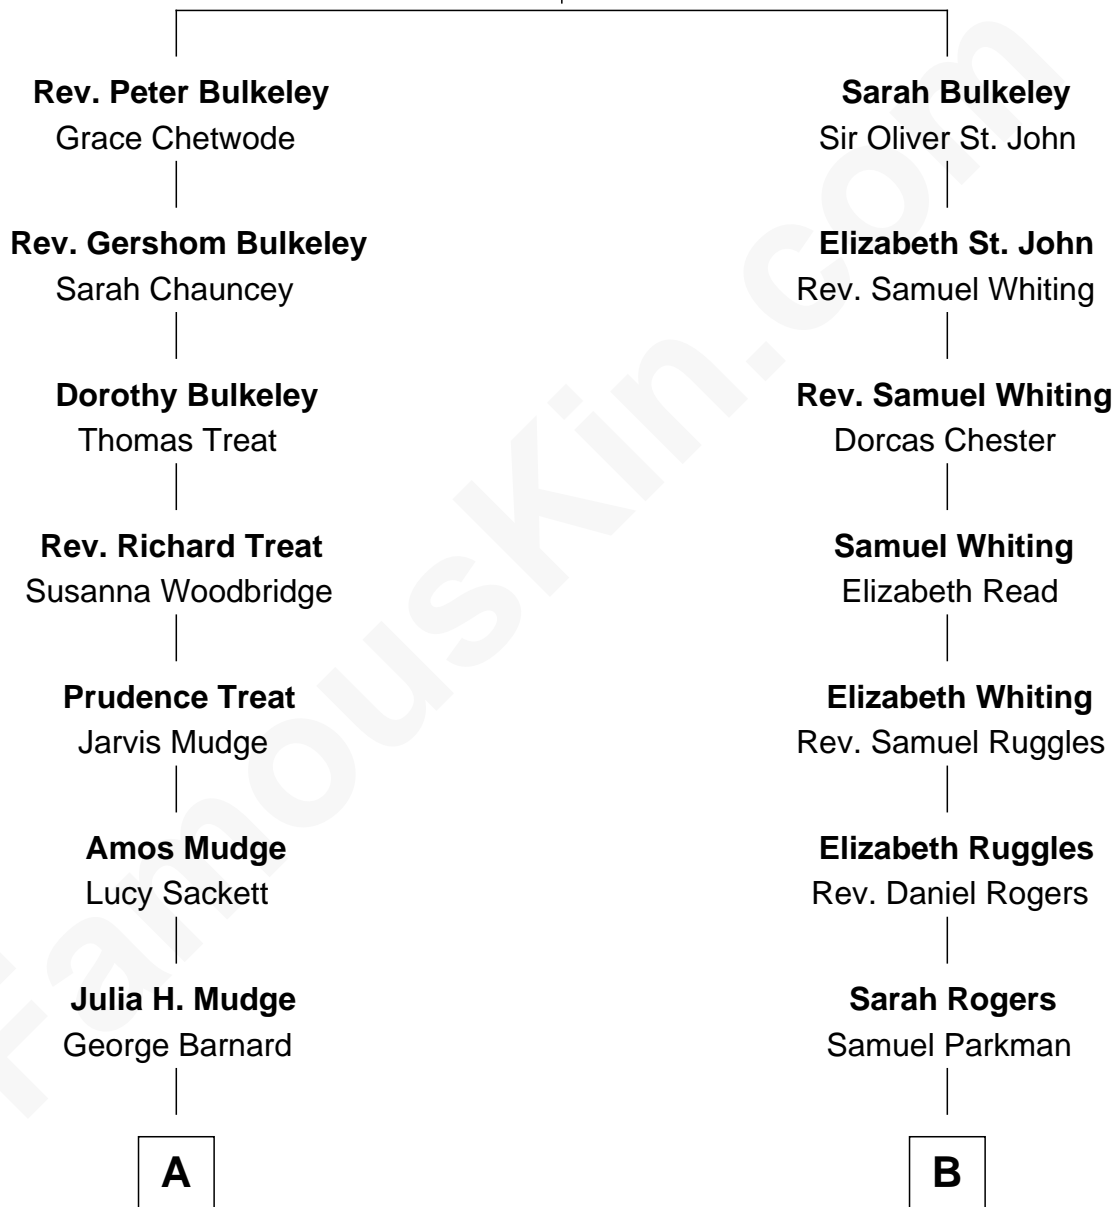 Rev. Peter Bulkeley
Grace Chetwode
Rev. Gershom Bulkeley
Sarah Chauncey
Dorothy Bulkeley
Thomas Treat
Rev. Richard Treat
Susanna Woodbridge
Prudence Treat
Jarvis Mudge
Amos Mudge
Lucy Sackett
Julia H. Mudge
George Barnard
A
Sarah Bulkeley
Sir Oliver St. John
Elizabeth St. John
Rev. Samuel Whiting
Rev. Samuel Whiting
Dorcas Chester
Samuel Whiting
Elizabeth Read
Elizabeth Whiting
Rev. Samuel Ruggles
Elizabeth Ruggles
Rev. Daniel Rogers
Sarah Rogers
Samuel Parkman
B
FamousKin.com